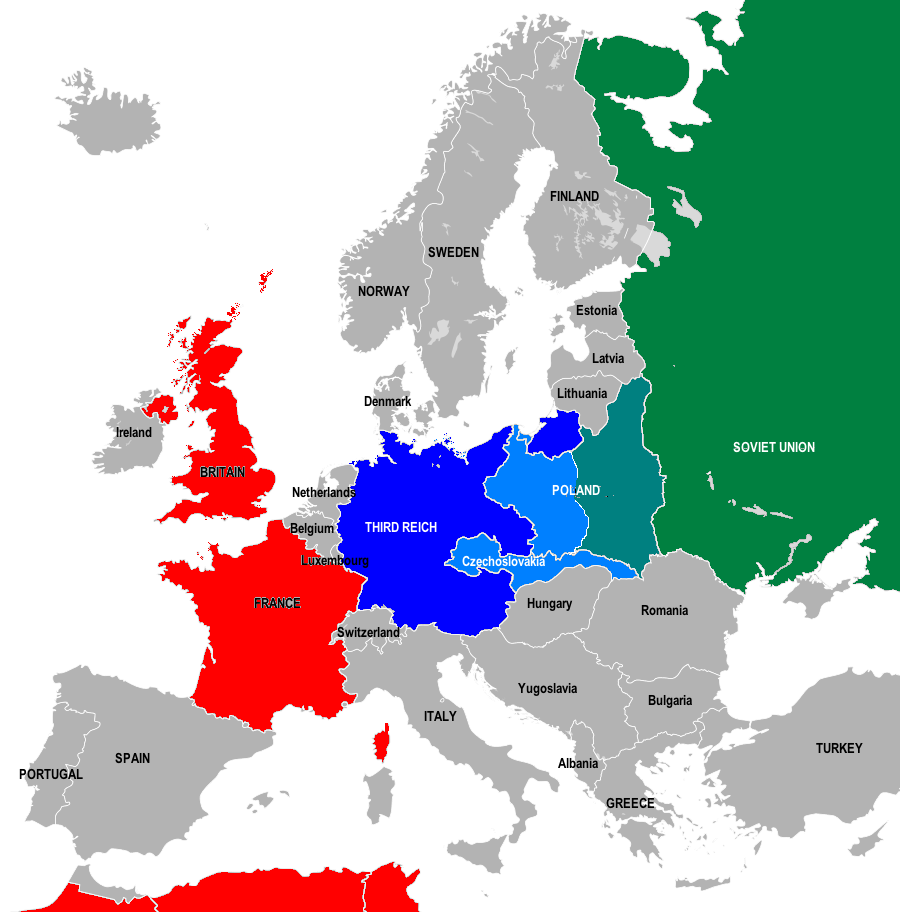 FINLAND
SWEDEN
NORWAY
Estonia
Latvia
Lithuania
Denmark
Ireland
BRITAIN
SOVIET UNION
Netherlands
POLAND
Belgium
THIRD REICH
Luxembourg
Czechoslovakia
FRANCE
Hungary
Romania
Switzerland
Yugoslavia
Bulgaria
ITALY
TURKEY
SPAIN
Albania
PORTUGAL
GREECE